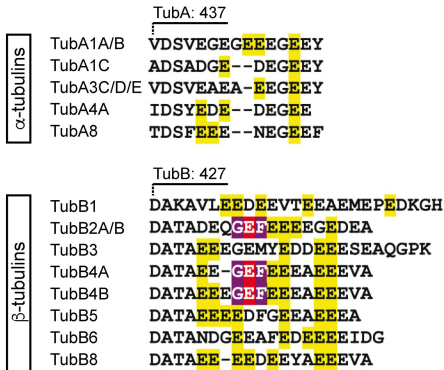 TubA: 437
α-tubulins
TubA1A/B VDSVEGEGEEEGEEY
TubA1C ADSADGE--DEGEEY
TubA3C/D/E VDSVEAEA-EEGEEY
TubA4A IDSYEDE--DEGEE
TubA8 TDSFEEE--NEGEEF
TubB: 427
β-tubulins
TubB1 DAKAVLEEDEEVTEEAEMEPEDKGH
TubB2A/B DATADEQGEFEEEEGEDEA
TubB3 DATAEEEGEMYEDDEEESEAQGPK
TubB4A DATAEE-GEFEEEAEEEVA
TubB4B DATAEEEGEFEEEAEEEVA
TubB5 DATAEEEEDFGEEAEEEA
TubB6 DATANDGEEAFEDEEEEIDG
TubB8 DATAEE-EEDEEYAEEEVA